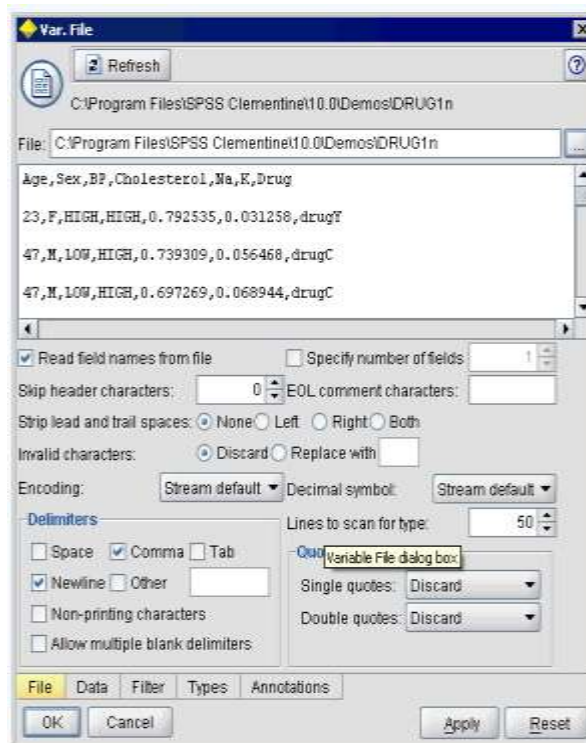 Var. File
Refresh
C:\Program Files\SPSS Clementine\10.0\Demos\DRUG1n
File: C:\Program Files\SPSS Clementine\10.0\Demos\DRUG1n ...
Age,Sex,BP,Cholesterol,Na,K,Drug
23,F,HIGH,HIGH,0.792535,0.031258,drugY
47,M,LOW,HIGH,0.739309,0.056468,drugC
47,M,LOW,HIGH,0.697269,0.068944,drugC
Read field names from file Specify number of fields 1
Skip header characters: 0 EOL comment characters:
Strip lead and trail spaces: None Left Right Both
Invalid characters: Discard Replace with
Encoding: Stream default Decimal symbol: Stream default
Delimiters Lines to scan for type: 50
Space Comma Tab Quo Variable File dialog box
Newline Other Single quotes: Discard
Non-printing characters Double quotes: Discard
Allow multiple blank delimiters
File Data Filter Types Annotations
OK Cancel Apply Reset